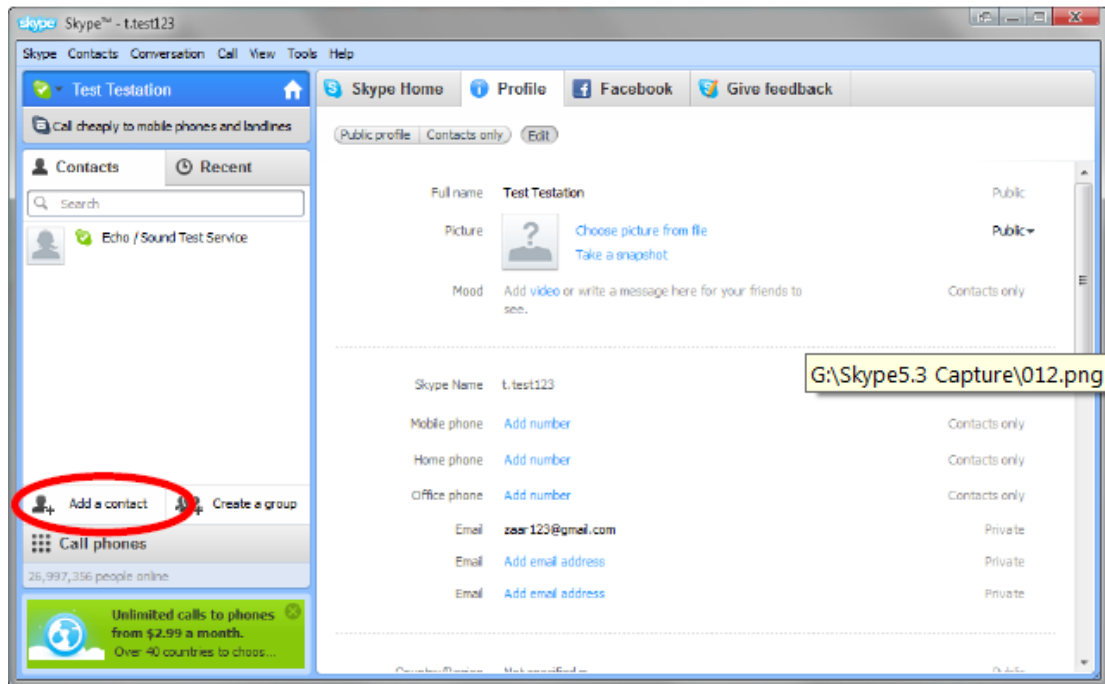 skype Skype™ - t.test123
Skype Contacts Conversation Call View Tools Help
Test Testation
Call cheaply to mobile phones and landlines
Contacts Recent
Search
Echo / Sound Test Service
Add a contact Create a group
Call phones
26,997,356 people online
Unlimited calls to phones
from $2.99 a month.
Over 40 countries to choos...
Skype Home Profile Facebook Give feedback
Public profile Contacts only Edit
Full name Test Testation Public
Picture ? Choose picture from file Public
Take a snapshot
Mood Add video or write a message here for your friends to Contacts only
see.
G:\Skype5.3 Capture\012.png
Skype Name t.test123
Mobile phone Add number Contacts only
Home phone Add number Contacts only
Office phone Add number Contacts only
Email zaar123@gmail.com Private
Email Add email address Private
Email Add email address Private
Country/Region Not specified Public